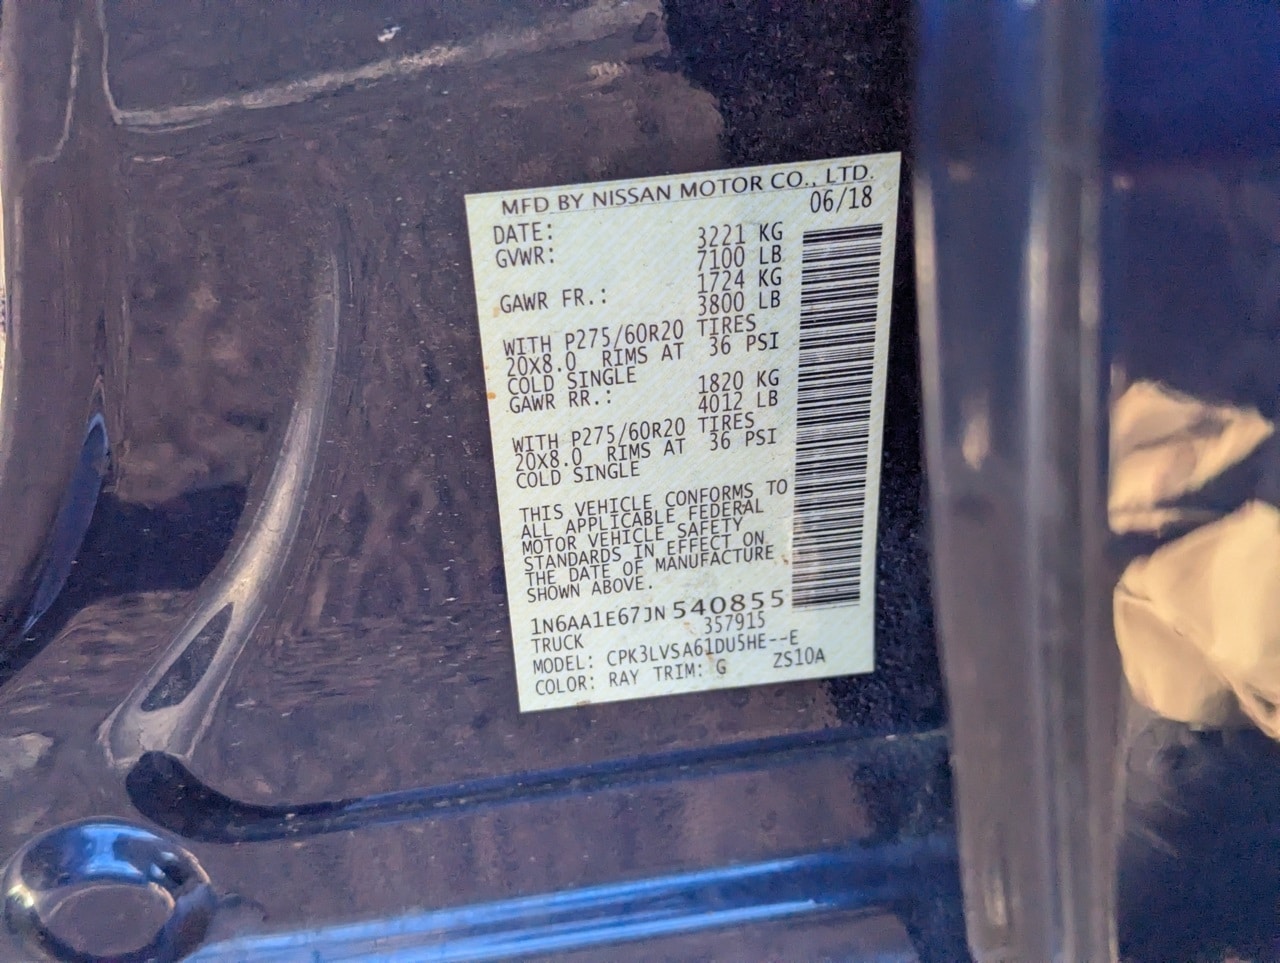 MFD BY NISSAN MOTOR CO., LTD.
DATE: 06/18
GVWR: 3221 KG
7100 LB
GAWR FR.: 1724 KG
3800 LB
WITH P275/60R20 TIRES
20X8.0 RIMS AT 36 PSI
COLD SINGLE
GAWR RR.: 1820 KG
4012 LB
WITH P275/60R20 TIRES
20X8.0 RIMS AT 36 PSI
COLD SINGLE
THIS VEHICLE CONFORMS TO
ALL APPLICABLE FEDERAL
MOTOR VEHICLE SAFETY
STANDARDS IN EFFECT ON
THE DATE OF MANUFACTURE
SHOWN ABOVE.
1N6AA1E67JN540855
TRUCK 357915
MODEL: CPK3LVSA61DU5HE--E
COLOR: RAY TRIM: G ZS10A